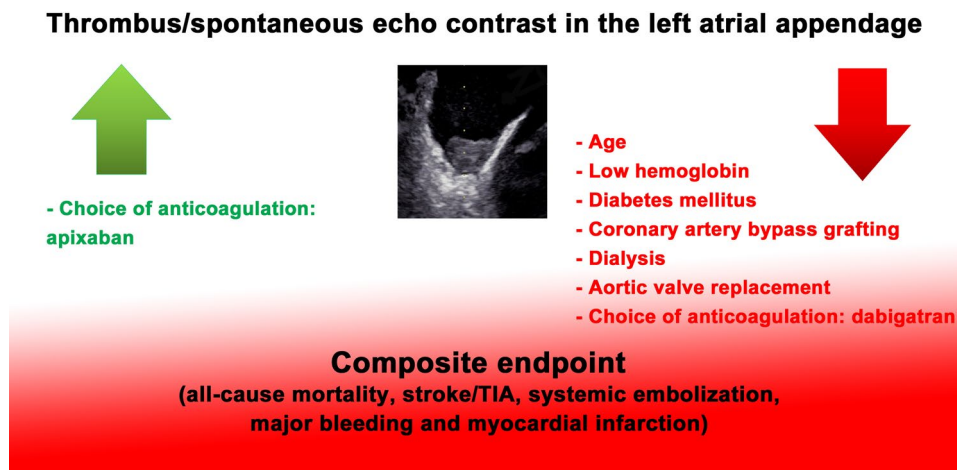 Thrombus/spontaneous echo contrast in the left atrial appendage
- Choice of anticoagulation:
apixaban
- Age
- Low hemoglobin
- Diabetes mellitus
- Coronary artery bypass grafting
- Dialysis
- Aortic valve replacement
- Choice of anticoagulation: dabigatran
Composite endpoint
(all-cause mortality, stroke/TIA, systemic embolization,
major bleeding and myocardial infarction)